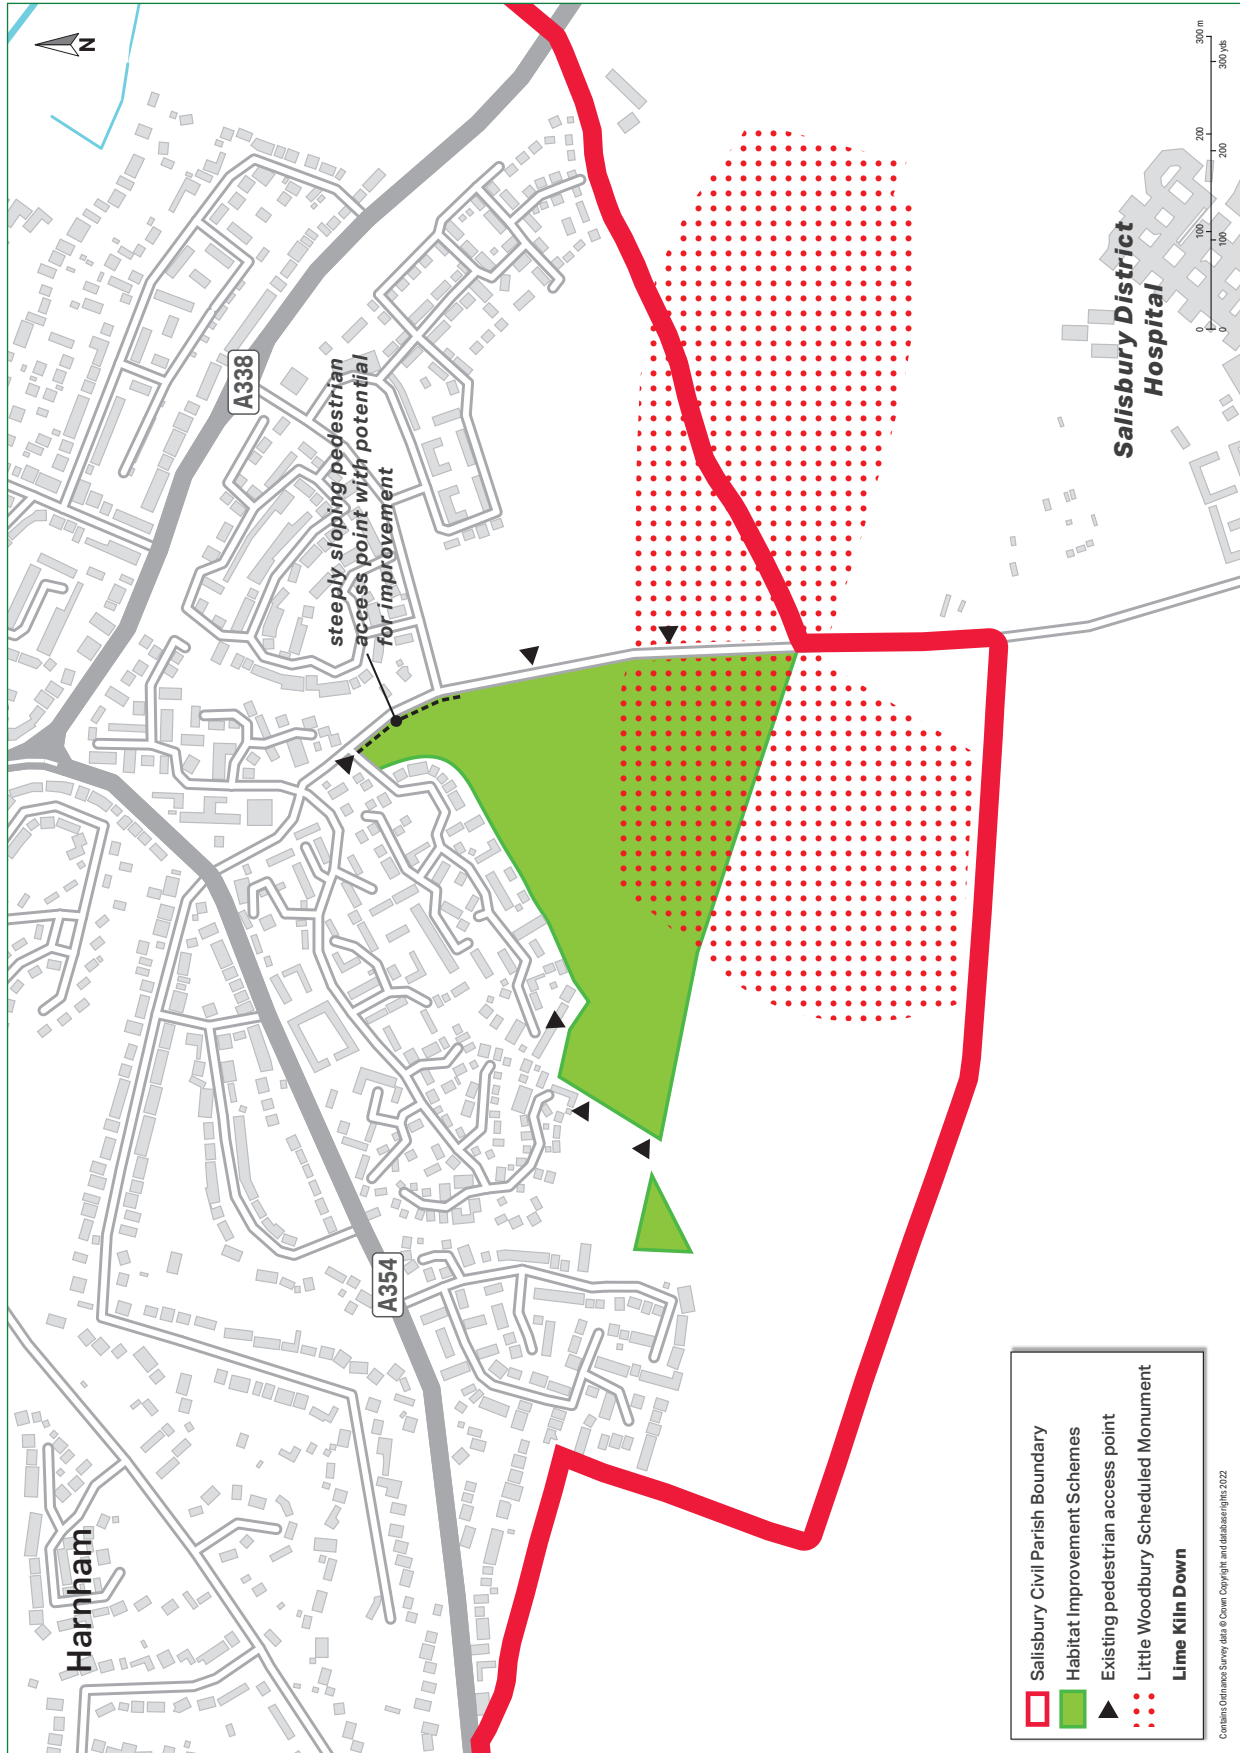 N
Harnham
A338
A354
steeply sloping pedestrian
access point with potential
for improvement
Salisbury District
Hospital
0 100 200 300 m
0 100 200 300 yds
Salisbury Civil Parish Boundary
Habitat Improvement Schemes
Existing pedestrian access point
Little Woodbury Scheduled Monument
Lime Kiln Down
Contains Ordnance Survey data © Crown Copyright and database rights 2022